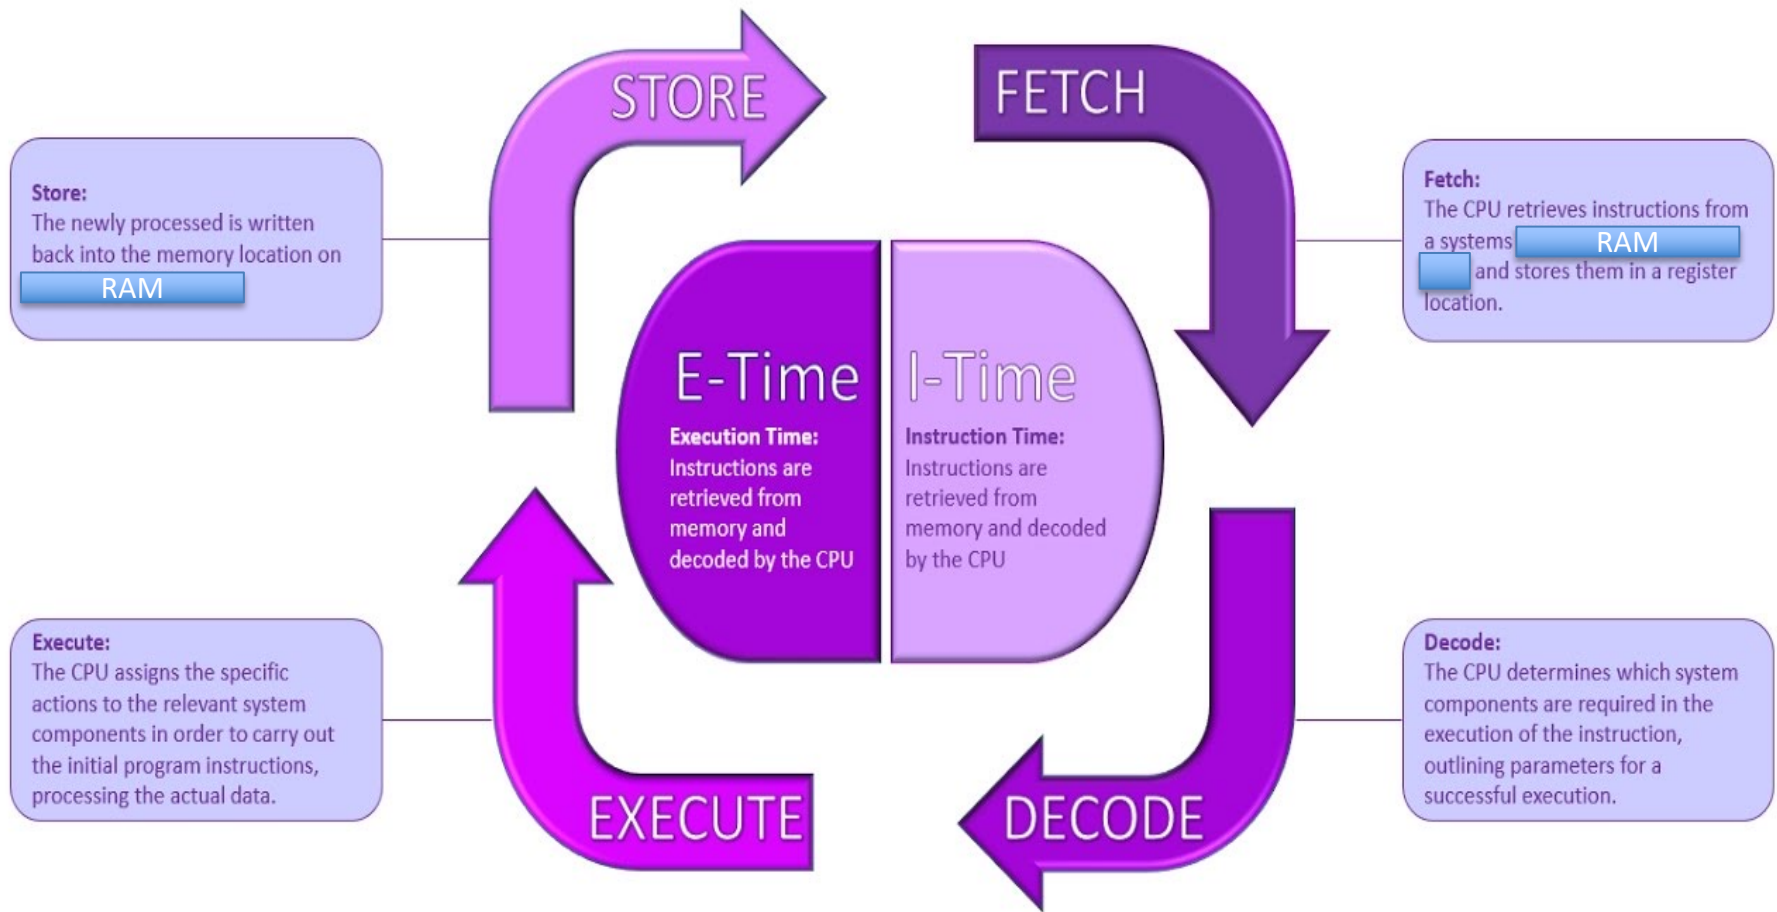 STORE
FETCH
Store:
The newly processed is written
back into the memory location on
RAM
Fetch:
The CPU retrieves instructions from
a systems RAM
and stores them in a register
location.
E-Time
Execution Time:
Instructions are
retrieved from
memory and
decoded by the CPU
I-Time
Instruction Time:
Instructions are
retrieved from
memory and decoded
by the CPU
Execute:
The CPU assigns the specific
actions to the relevant system
components in order to carry out
the initial program instructions,
processing the actual data.
Decode:
The CPU determines which system
components are required in the
execution of the instruction,
outlining parameters for a
successful execution.
EXECUTE
DECODE